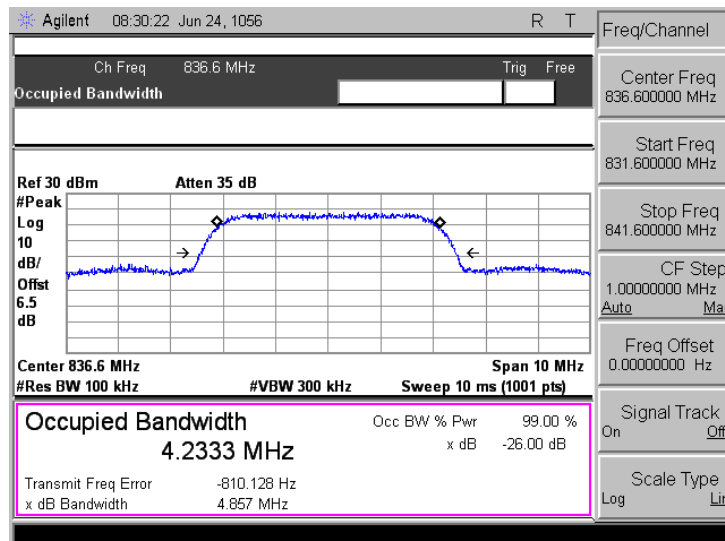 Agilent 08:30:22 Jun 24, 1056 R T
Ch Freq 836.6 MHz Trig Free
Occupied Bandwidth
Ref 30 dBm Atten 35 dB
#Peak
Log
10
dB/
Offst
6.5
dB
Center 836.6 MHz Span 10 MHz
#Res BW 100 kHz #VBW 300 kHz Sweep 10 ms (1001 pts)
Occupied Bandwidth Occ BW % Pwr 99.00 %
4.2333 MHz x dB -26.00 dB
Transmit Freq Error -810.128 Hz
x dB Bandwidth 4.857 MHz
Freq/Channel
Center Freq
836.600000 MHz
Start Freq
831.600000 MHz
Stop Freq
841.600000 MHz
CF Step
1.00000000 MHz
Auto Ma
Freq Offset
0.00000000 Hz
Signal Track
On Off
Scale Type
Log Lin